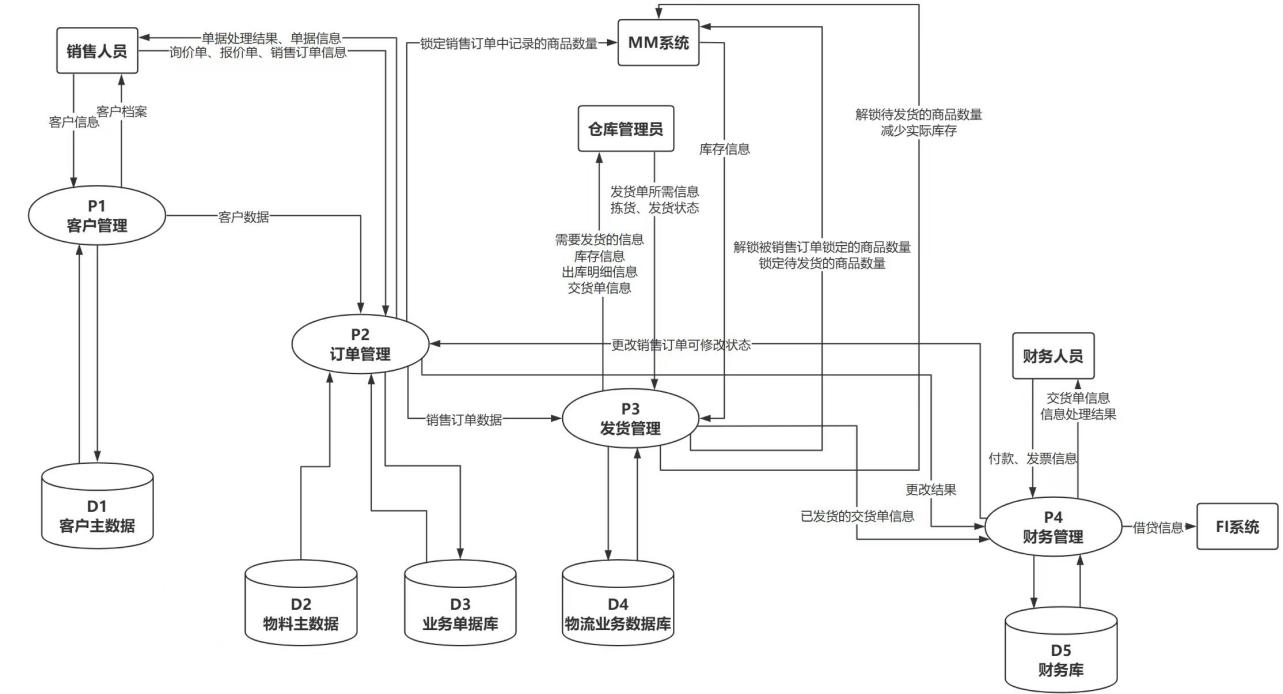 单据处理结果、单据信息
询价单、报价单、销售订单信息
销售人员
锁定销售订单中记录的商品数量
MM系统
客户档案
客户信息
仓库管理员
解锁待发货的商品数量
减少实际库存
库存信息
发货单所需信息
拣货、发货状态
P1
客户管理
客户数据
需要发货的信息
库存信息
出库明细信息
交货单信息
解锁被销售订单锁定的商品数量
锁定待发货的商品数量
P2
订单管理
更改销售订单可修改状态
财务人员
交货单信息
信息处理结果
销售订单数据
P3
发货管理
付款、发票信息
更改结果
已发货的交货单信息
P4
财务管理
借贷信息
FI系统
D1
客户主数据
D2
物料主数据
D3
业务单据库
D4
物流业务数据库
D5
财务库